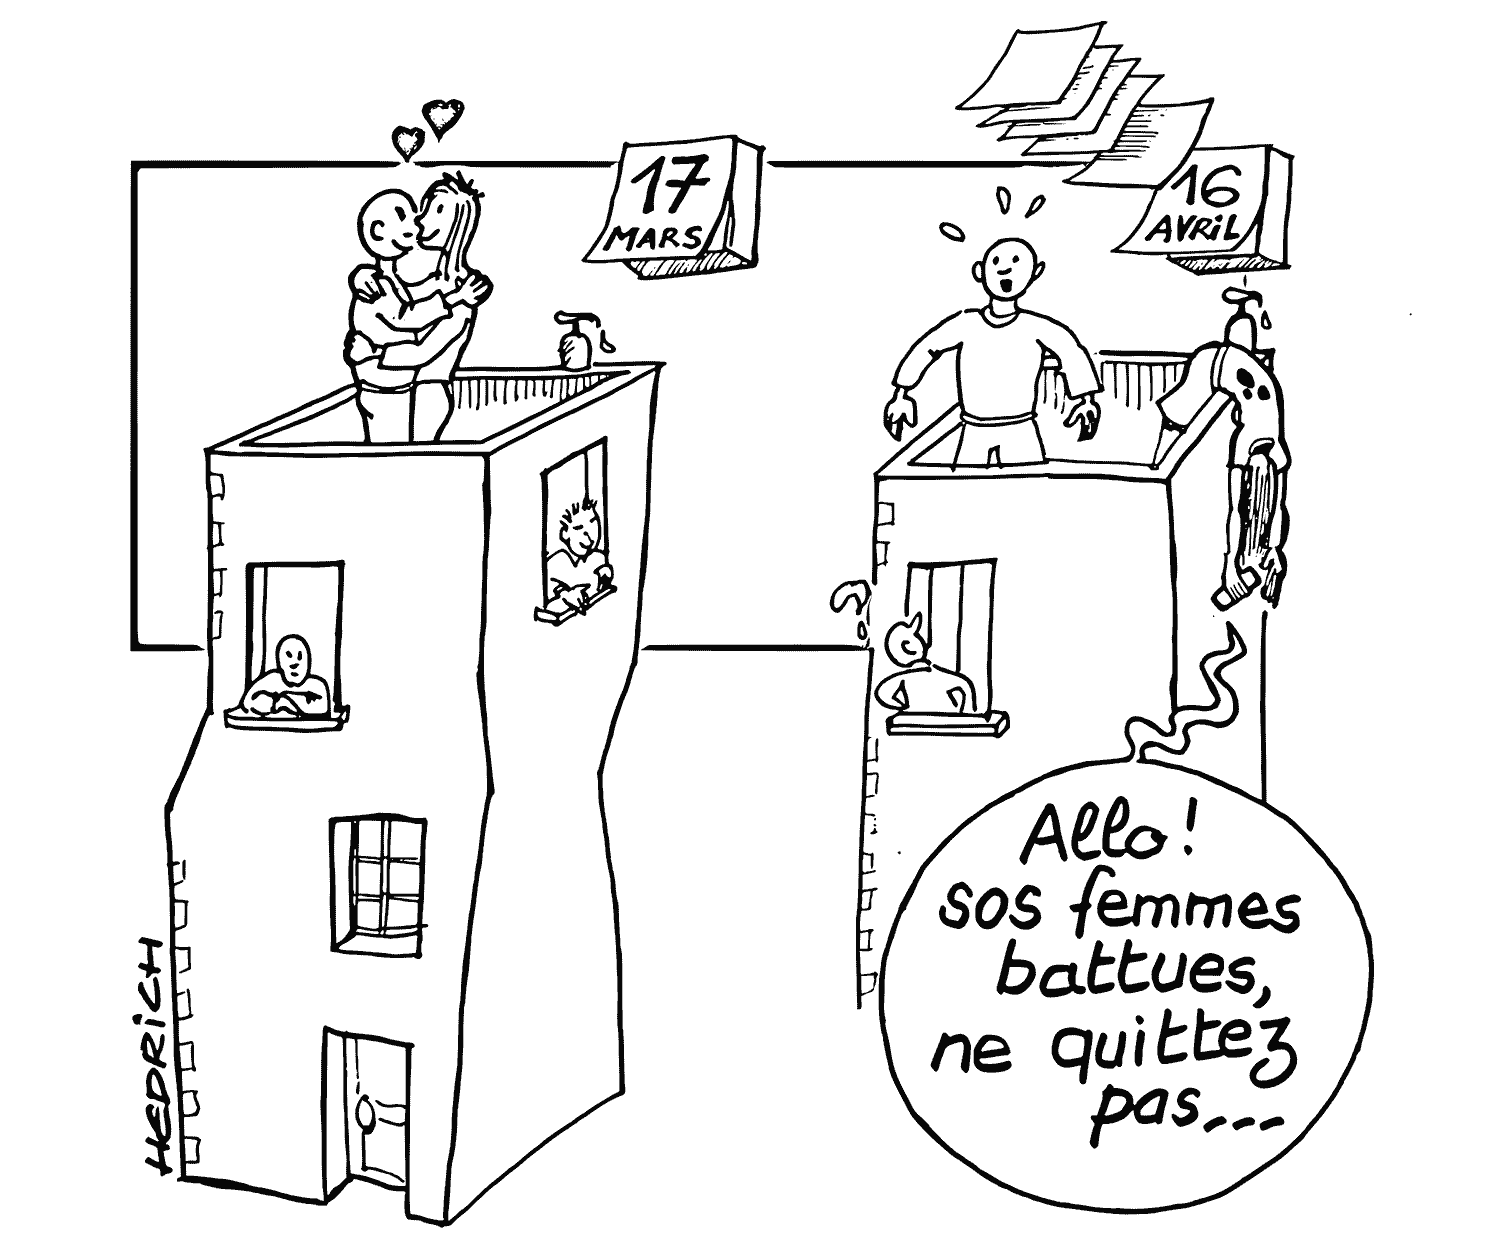 17
MARS
16
AVRIL
Allo!
sos femmes
battues,
ne quittez
pas...
HEDRICH